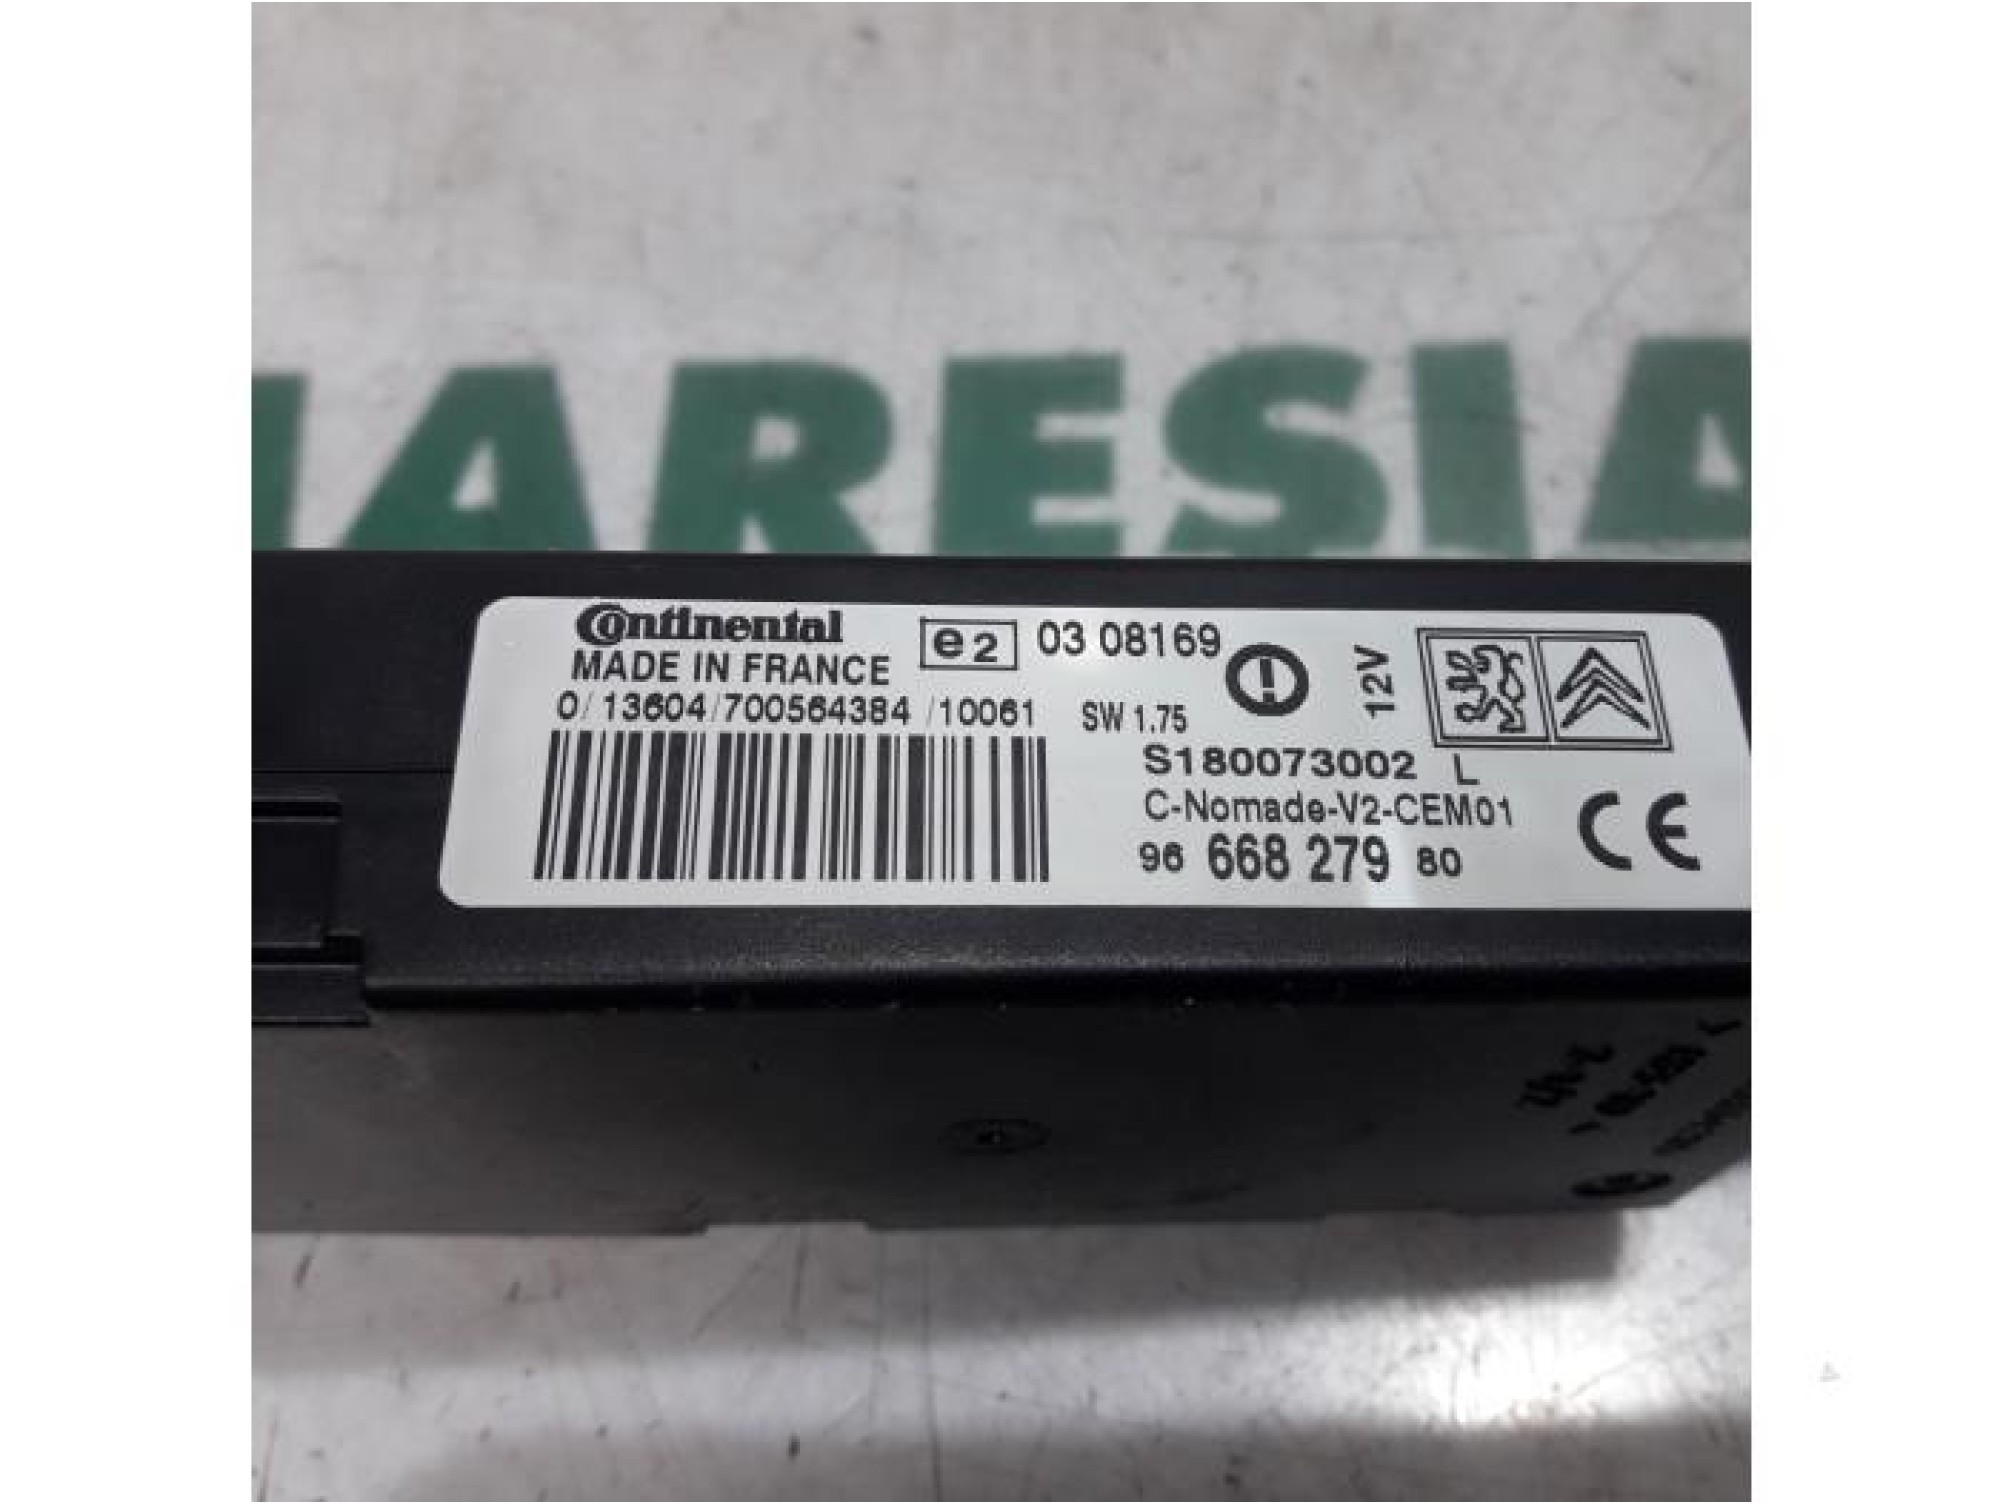 ARESIA
Continental
MADE IN FRANCE
e2 03 08169
12V
0/13604/700564384/10061
SW 1.75
S180073002 L
C-Nomade-V2-CEM01
96 668 279 80
CE